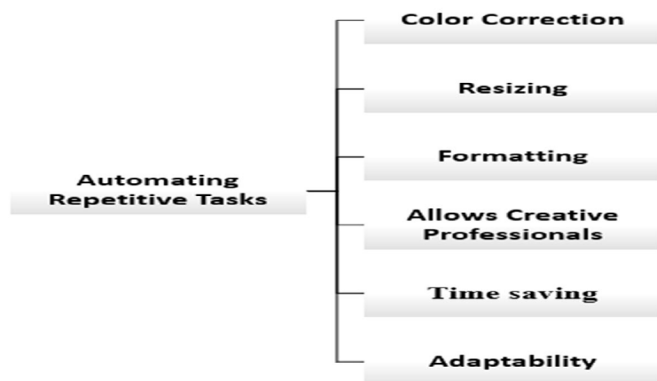 Color Correction
Resizing
Formatting
Automating
Repetitive Tasks
Allows Creative
Professionals
Time saving
Adaptability